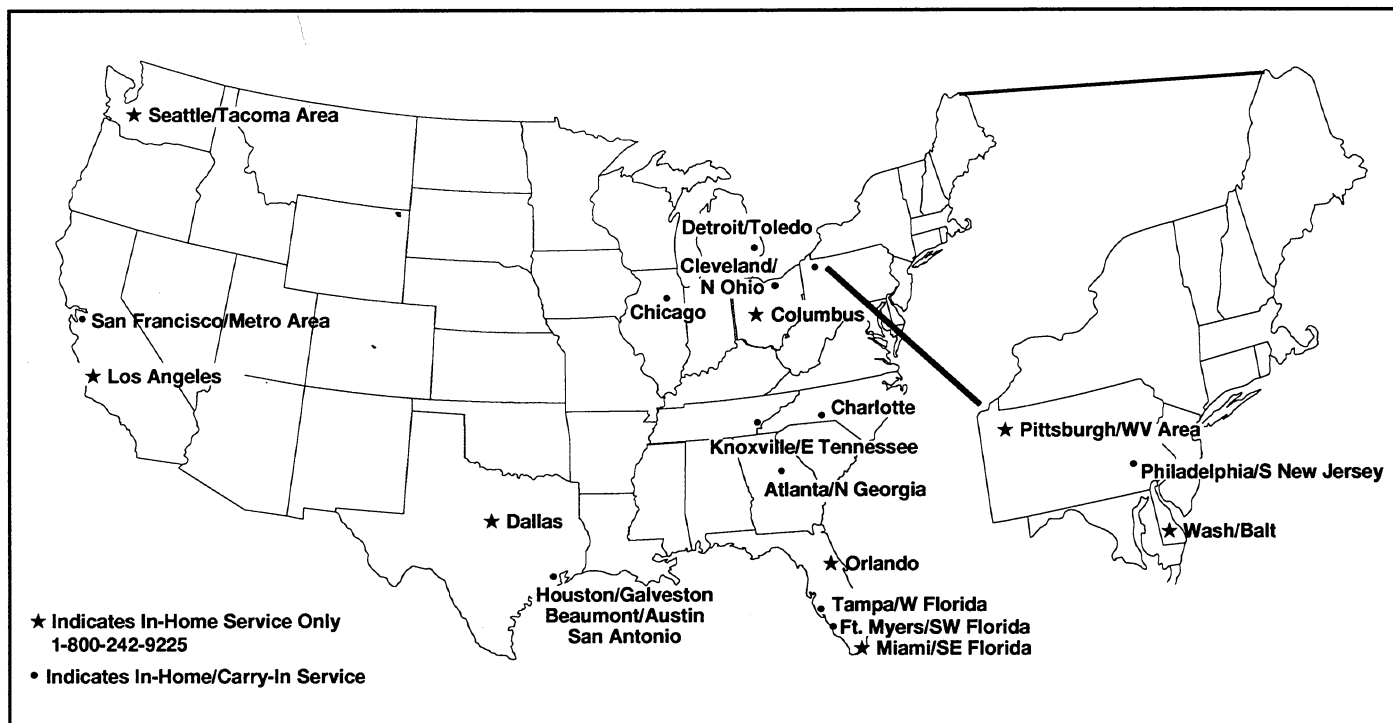 Seattle/Tacoma Area
Detroit/Toledo
Cleveland/
N Ohio
Chicago
Columbus
San Francisco/Metro Area
Los Angeles
Charlotte
Knoxville/E Tennessee
Atlanta/N Georgia
Pittsburgh/WV Area
Philadelphia/S New Jersey
Wash/Balt
Dallas
Orlando
Houston/Galveston
Beaumont/Austin
San Antonio
Tampa/W Florida
Ft. Myers/SW Florida
Miami/SE Florida
★ Indicates In-Home Service Only
1-800-242-9225
• Indicates In-Home/Carry-In Service